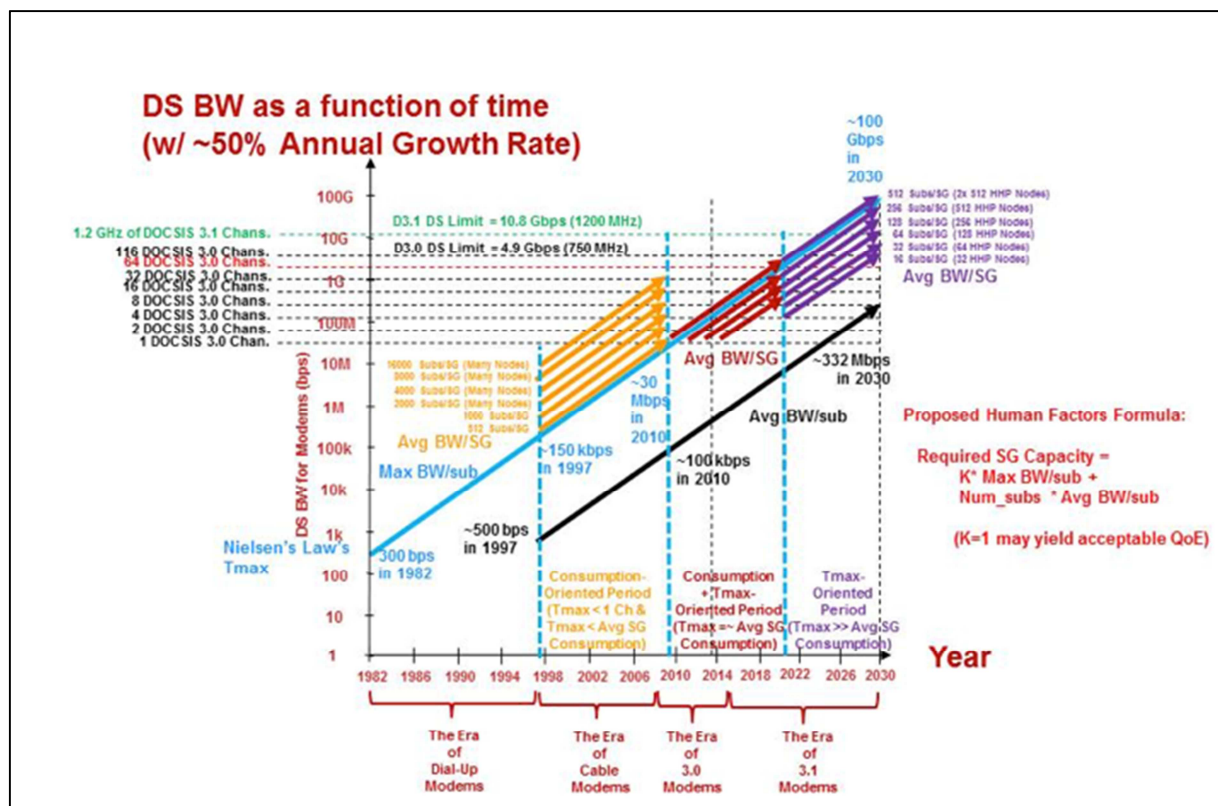 DS BW as a function of time
(w/ ~50% Annual Growth Rate)
~100
Gbps
in
2030
100G
10G
1G
100M
10M
1M
100k
10k
1k
100
10
1
DS BW for Modems (bps)
1.2 GHz of DOCSIS 3.1 Chans.
116 DOCSIS 3.0 Chans.
64 DOCSIS 3.0 Chans.
32 DOCSIS 3.0 Chans.
16 DOCSIS 3.0 Chans.
8 DOCSIS 3.0 Chans.
4 DOCSIS 3.0 Chans.
2 DOCSIS 3.0 Chans.
1 DOCSIS 3.0 Chan.
D3.1 DS Limit = 10.8 Gbps (1200 MHz)
D3.0 DS Limit = 4.9 Gbps (750 MHz)
512 Subs/SG (2x 512 HHP Nodes)
256 Subs/SG (512 HHP Nodes)
128 Subs/SG (256 HHP Nodes)
64 Subs/SG (128 HHP Nodes)
32 Subs/SG (64 HHP Nodes)
16 Subs/SG (32 HHP Nodes)
Avg BW/SG
16000 Subs/SG (Many Nodes)
8000 Subs/SG (Many Nodes)
4000 Subs/SG (Many Nodes)
2000 Subs/SG (Many Nodes)
1000 Subs/SG
512 Subs/SG
Avg BW/SG
Max BW/sub
~150 kbps
in 1997
~30
Mbps
in
2010
Avg BW/SG
~332 Mbps
in 2030
Avg BW/sub
~100 kbps
in 2010
~500 bps
in 1997
Nielsen's Law's
Tmax
300 bps
in 1982
Proposed Human Factors Formula:
Required SG Capacity =
K* Max BW/sub +
Num_subs * Avg BW/sub
(K=1 may yield acceptable QoE)
Consumption-
Oriented Period
(Tmax < 1 Ch &
Tmax < Avg SG
Consumption)
Consumption
+ Tmax-
Oriented Period
(Tmax =~ Avg SG
Consumption)
Tmax-
Oriented
Period
(Tmax >> Avg SG
Consumption)
Year
1982 1986 1990 1994 1998 2002 2006 2010 2014 2018 2022 2026 2030
The Era
of
Dial-Up
Modems
The Era
of
Cable
Modems
The Era
of
3.0
Modems
The Era
of
3.1
Modems